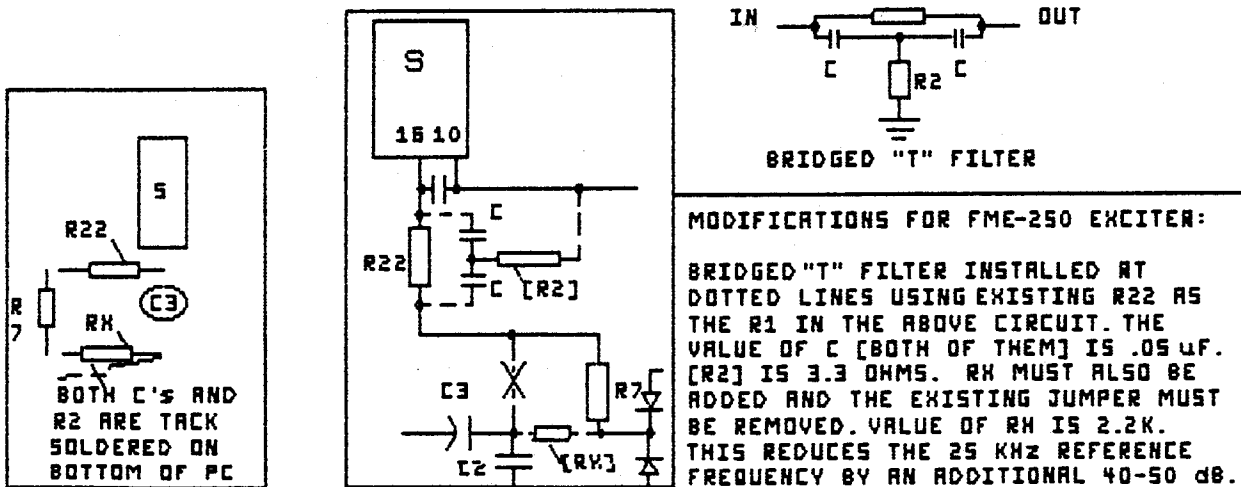 S
R22
C3
R
7
RX
BOTH C's AND
R2 ARE TACK
SOLDERED ON
BOTTOM OF PC
S
16 10
C
R22
[R2]
C
C3
R7
[RX]
C2
IN
OUT
C
C
R2
BRIDGED "T" FILTER
MODIFICATIONS FOR FME-250 EXCITER:
BRIDGED "T" FILTER INSTALLED AT
DOTTED LINES USING EXISTING R22 AS
THE R1 IN THE ABOVE CIRCUIT. THE
VALUE OF C [BOTH OF THEM] IS .05 uF.
[R2] IS 3.3 OHMS. RX MUST ALSO BE
ADDED AND THE EXISTING JUMPER MUST
BE REMOVED. VALUE OF RX IS 2.2K.
THIS REDUCES THE 25 KHz REFERENCE
FREQUENCY BY AN ADDITIONAL 40-50 dB.